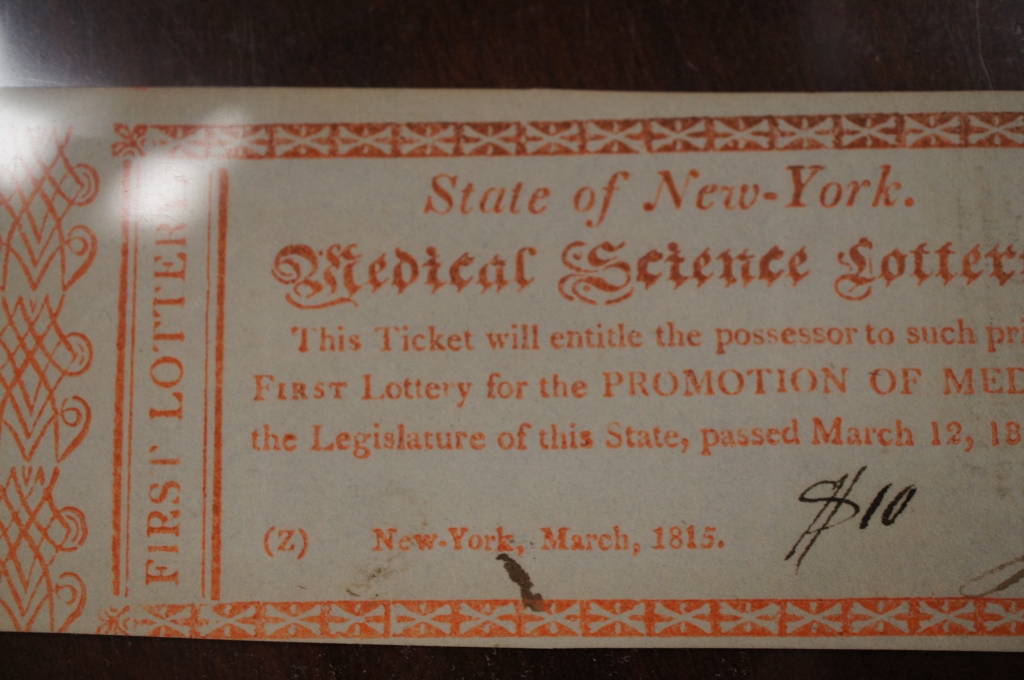 State of New-York.
Medical Science Lotter
This Ticket will entitle the possessor to such pri
FIRST Lottery for the PROMOTION OF MED
the Legislature of this State, passed March 12, 18
$10
(Z) New-York, March, 1815.
FIRST LOTTER